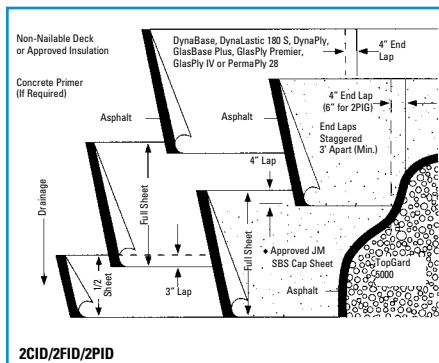 Non-Nailable Deck
or Approved Insulation
Concrete Primer
(If Required)
DynaBase, DynaLastic 180 S, DynaPly,
GlasBase Plus, GlasPly Premier,
GlasPly IV or PermaPly 28
4" End
Lap
Asphalt
Asphalt
4" End Lap
(6" for 2PIG)
End Laps
Staggered
3' Apart (Min.)
4" Lap
Drainage
Full Sheet
1/2
Sheet
3" Lap
Full Sheet
♦ Approved JM
SBS Cap Sheet
Asphalt
TopGard
5000
2CID/2FID/2PID